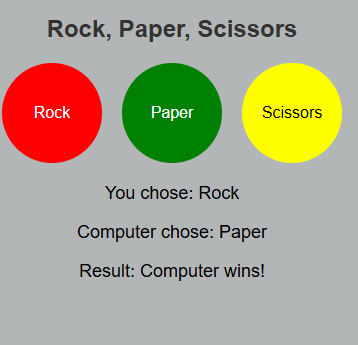 Rock, Paper, Scissors
Rock Paper Scissors
You chose: Rock
Computer chose: Paper
Result: Computer wins!